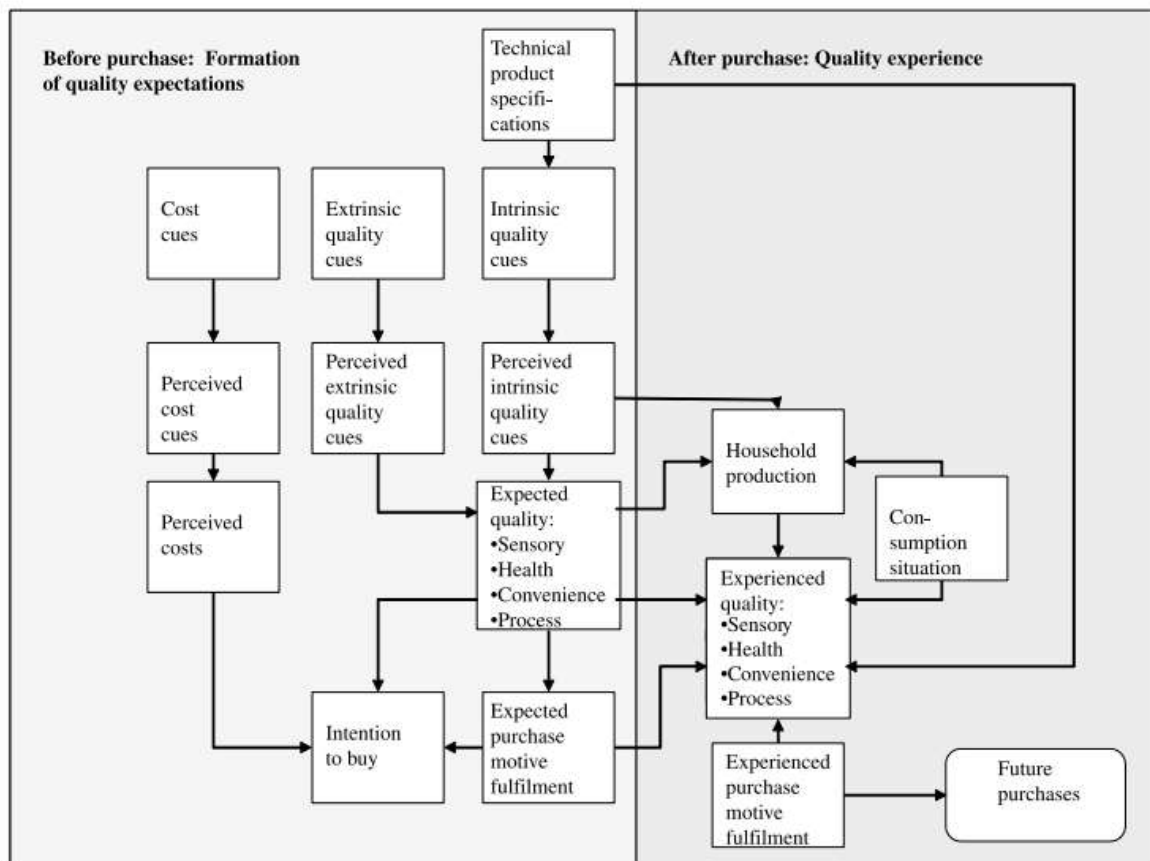 Before purchase: Formation
of quality expectations
Technical
product
specifi-
cations
After purchase: Quality experience
Cost
cues
Extrinsic
quality
cues
Intrinsic
quality
cues
Perceived
cost
cues
Perceived
extrinsic
quality
cues
Perceived
intrinsic
quality
cues
Household
production
Perceived
costs
Expected
quality:
•Sensory
•Health
•Convenience
•Process
Con-
sumption
situation
Experienced
quality:
•Sensory
•Health
•Convenience
•Process
Intention
to buy
Expected
purchase
motive
fulfilment
Experienced
purchase
motive
fulfilment
Future
purchases